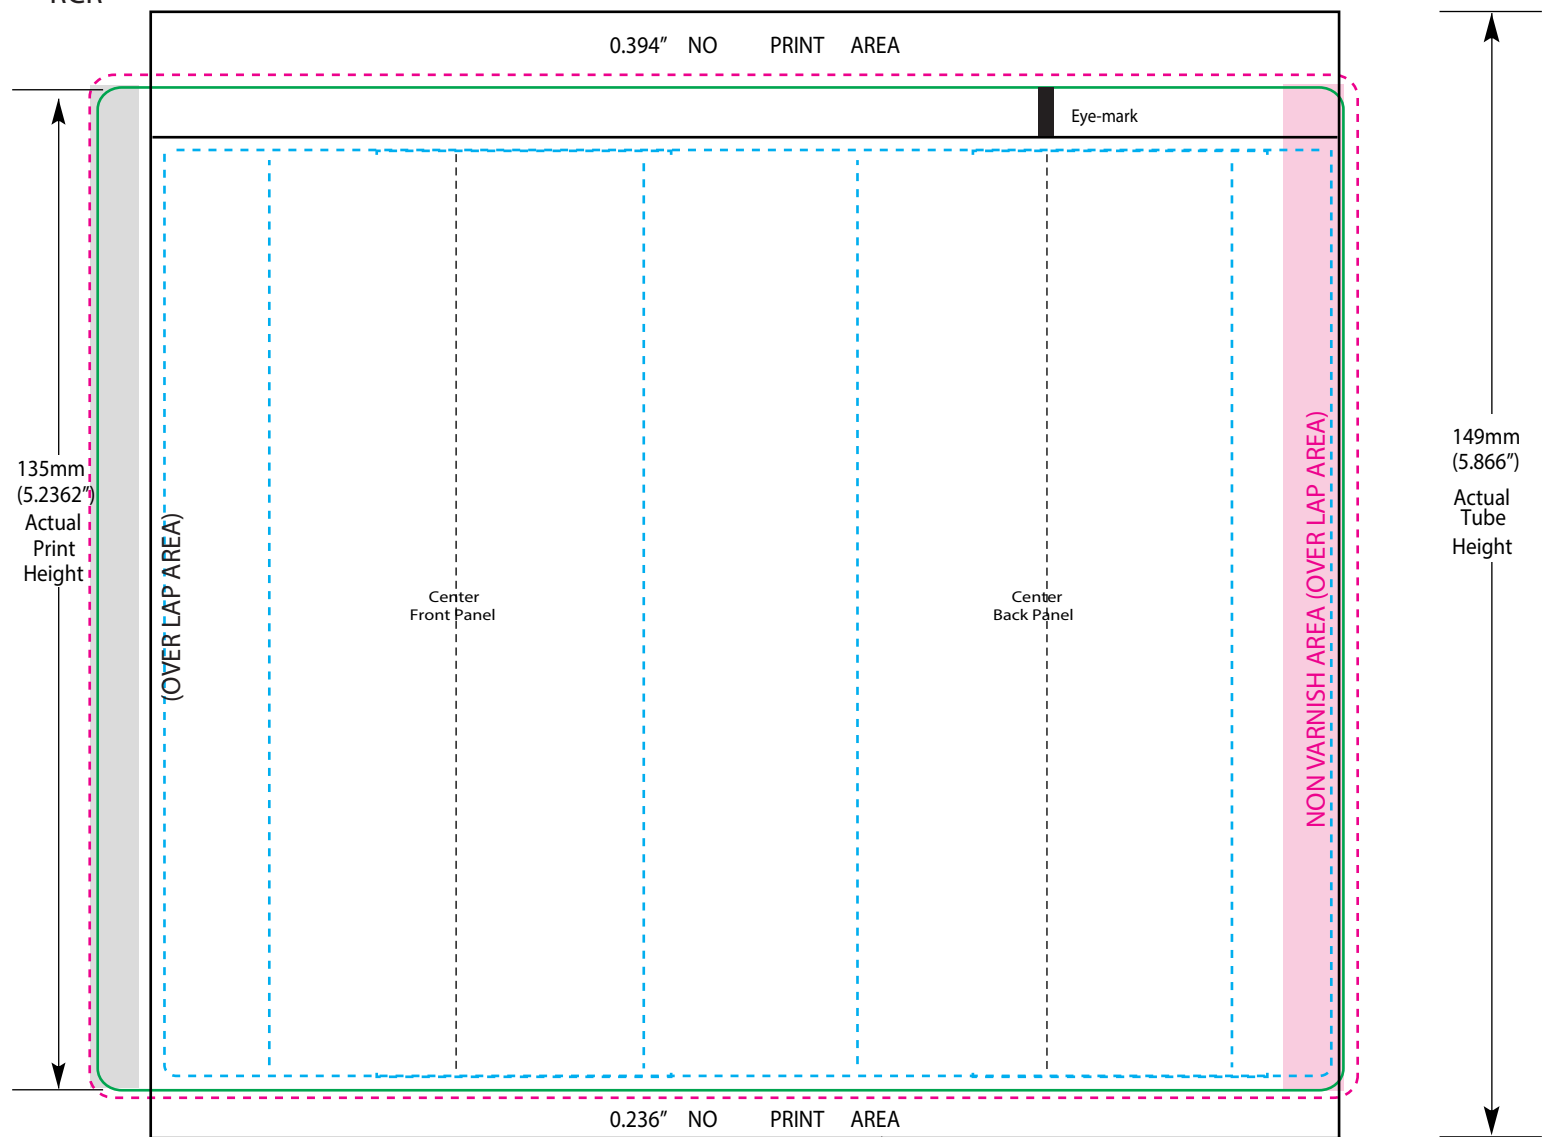 0.394″ NO PRINT AREA
Eye-mark
135mm
(5.2362″)
Actual
Print
Height
(OVER LAP AREA)
Center
Front Panel
Center
Back Panel
NON VARNISH AREA (OVER LAP AREA)
149mm
(5.866″)
Actual
Tube
Height
0.236″ NO PRINT AREA